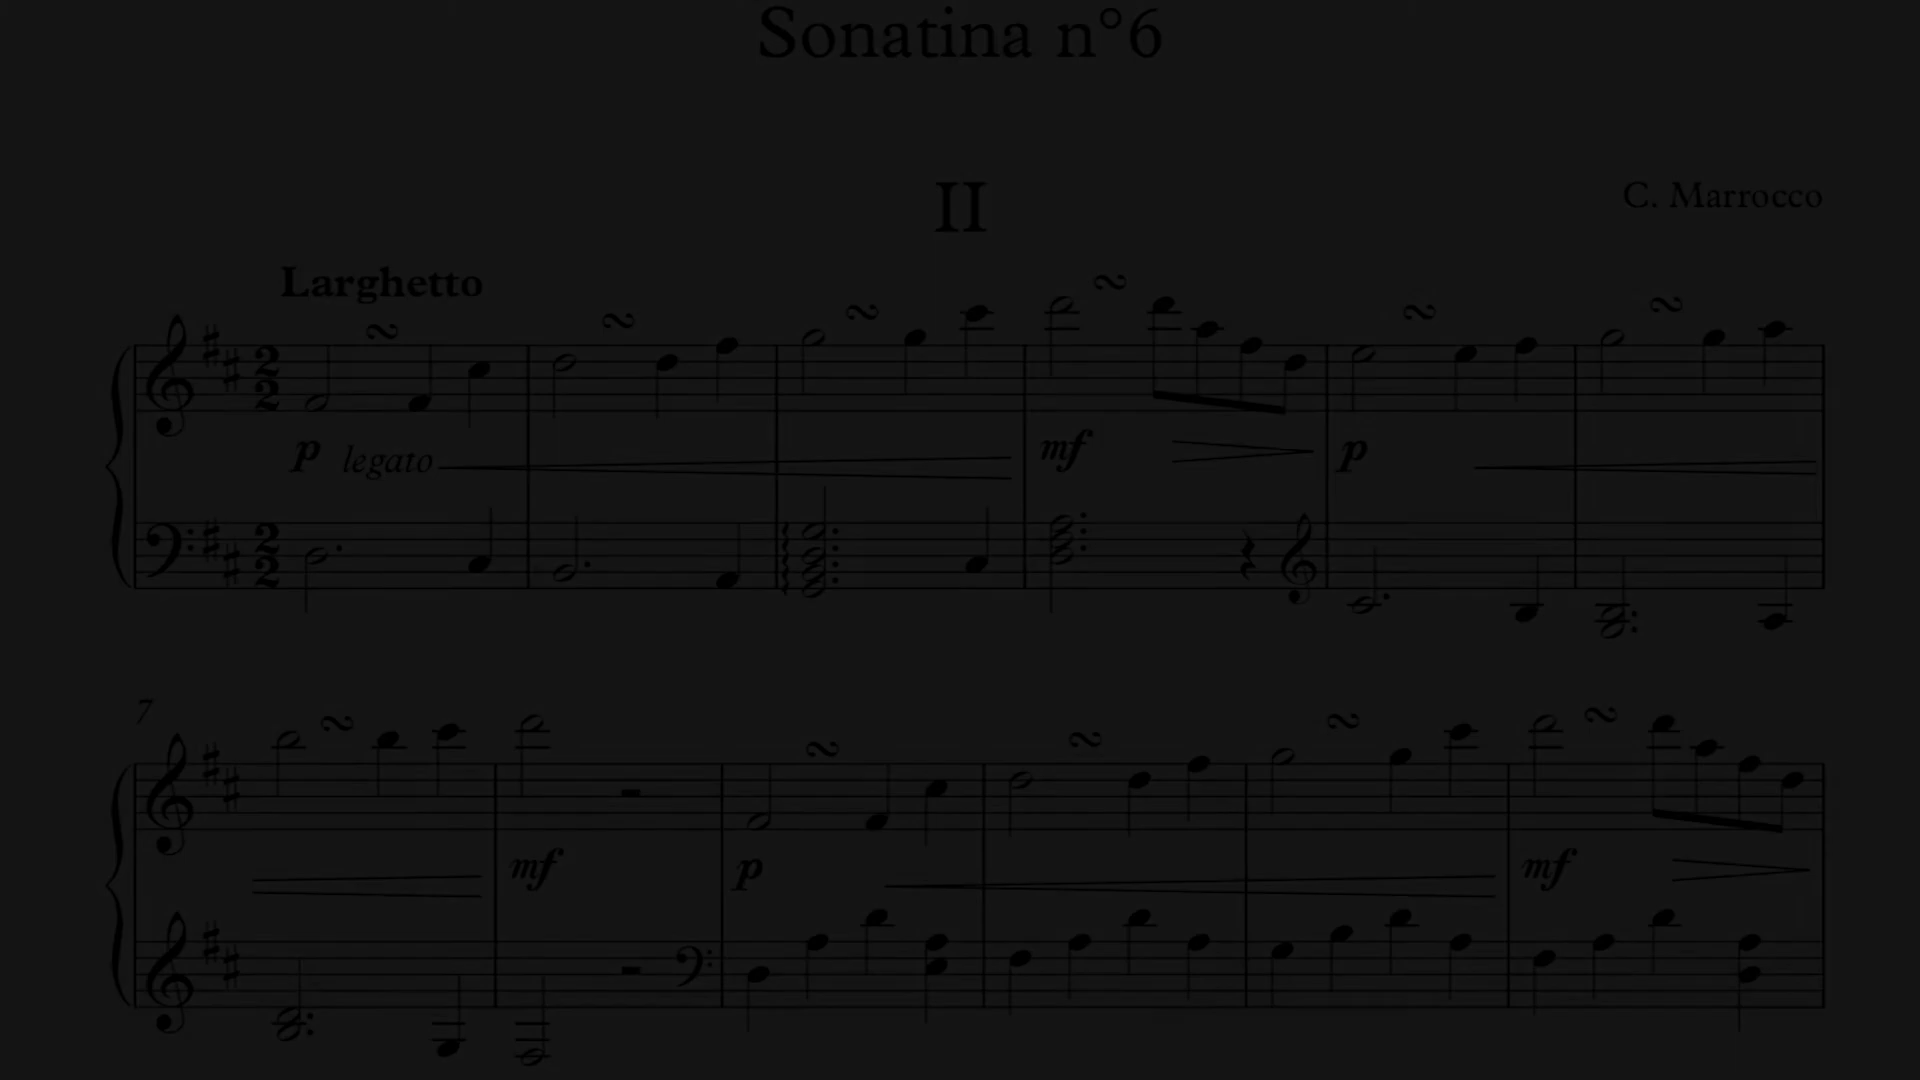 Sonatina n°6
II
C. Marrocco
Larghetto
p legato mf p
7
mf p mf